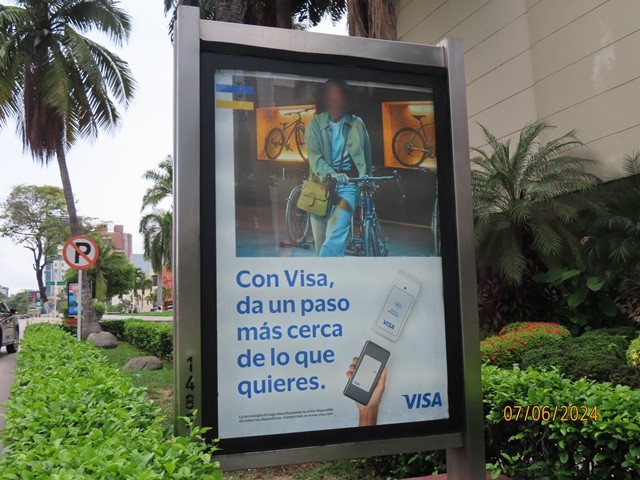 Con Visa,
da un paso
más cerca
de lo que
quieres.
VISA
VISA
148
P
07/06/2024